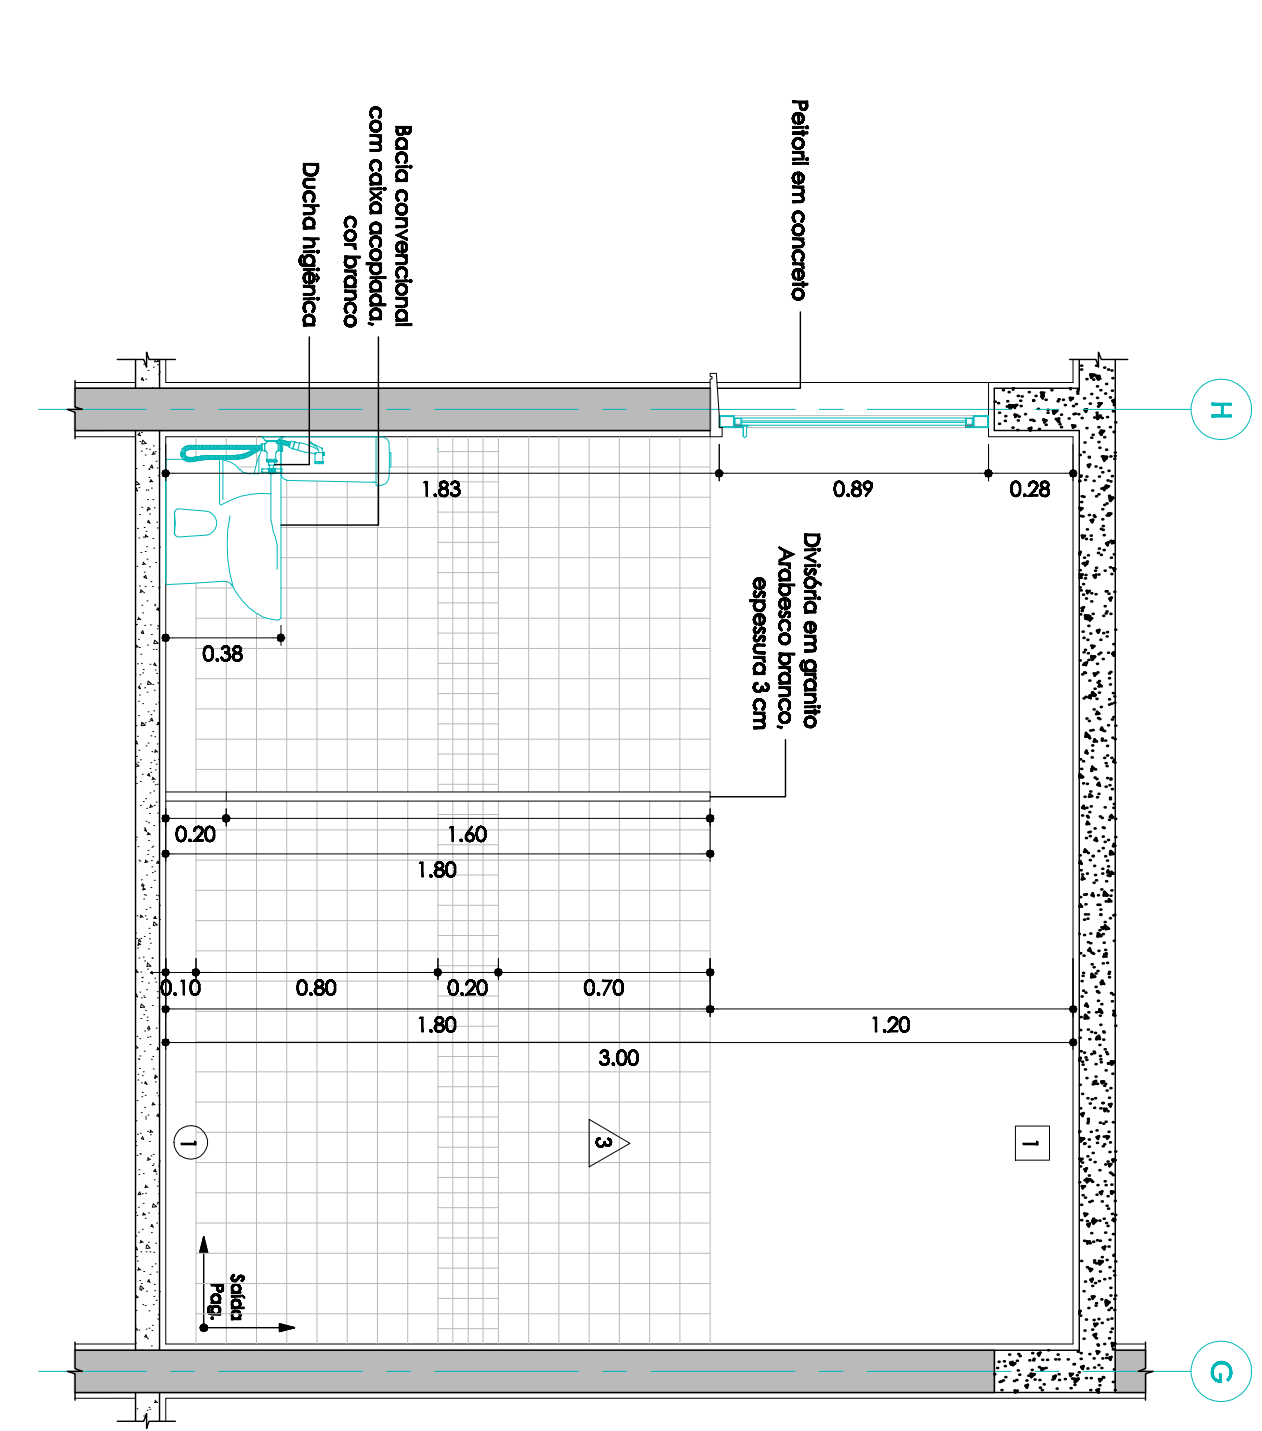 H
Peitoril em concreto
Bacia convencional
com caixa acoplada,
cor branco
Ducha higiênica
1.83
0.89
0.28
Divisória em granito
Arabesco branco,
espessura 3 cm
0.38
0.20
1.60
1.80
0.10
0.80
0.20
0.70
1.80
1.20
3.00
1
3
1
Saída
Pag.
G